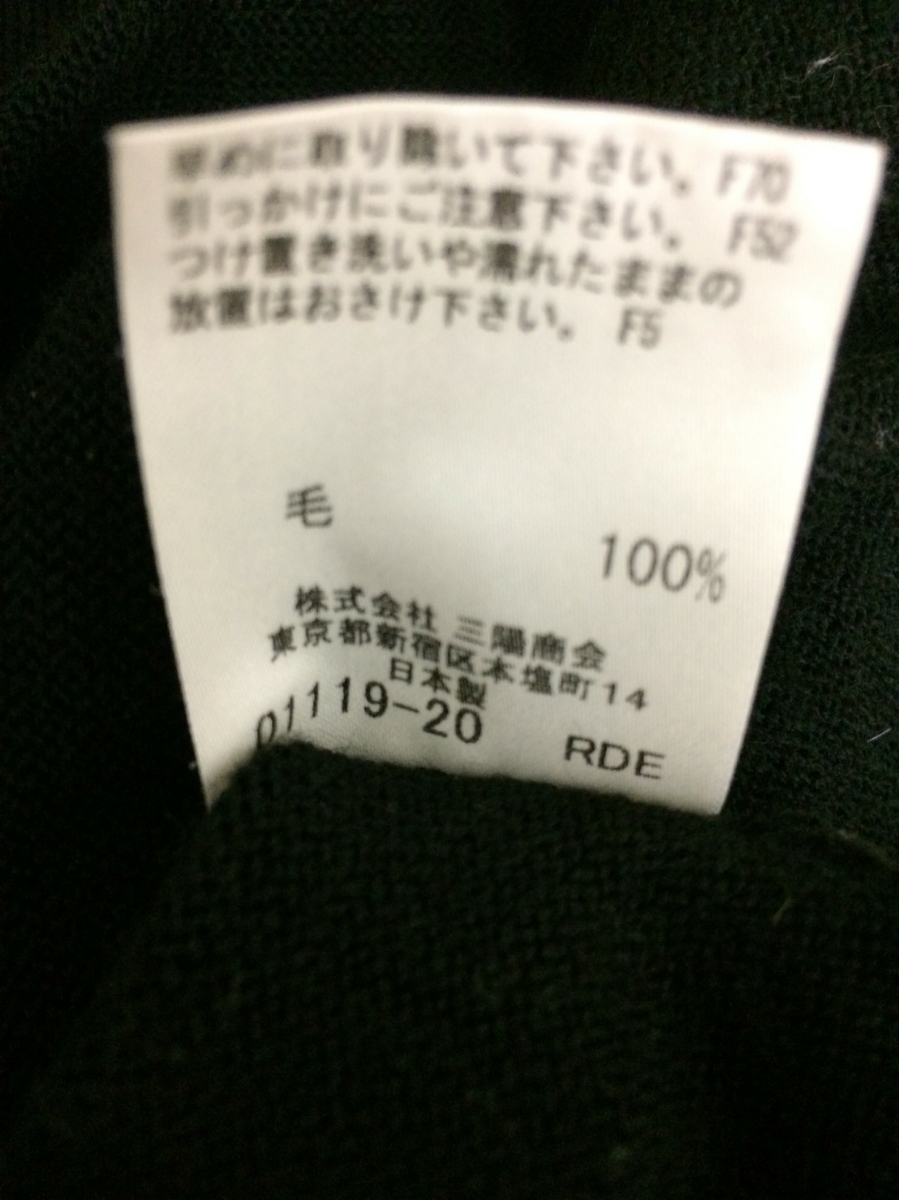 早めに取り除いて下さい。 F70
引っかけにご注意下さい。 F52
つけ置き洗いや濡れたままの
放置はおさけ下さい。 F5
毛 100%
株式会社 三陽商会
東京都新宿区本塩町14
日本製
01119-20 RDE